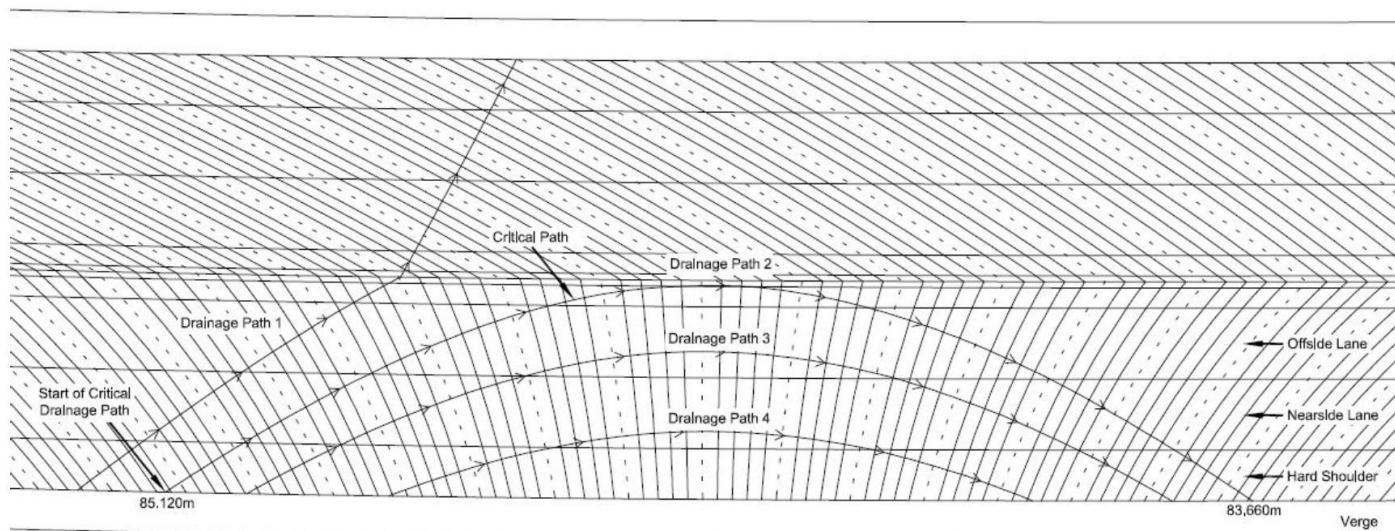 Critical Path
Drainage Path 2
Drainage Path 1
Drainage Path 3
Offside Lane
Start of Critical
Drainage Path
Drainage Path 4
Nearside Lane
Hard Shoulder
85.120m
83,660m
Verge